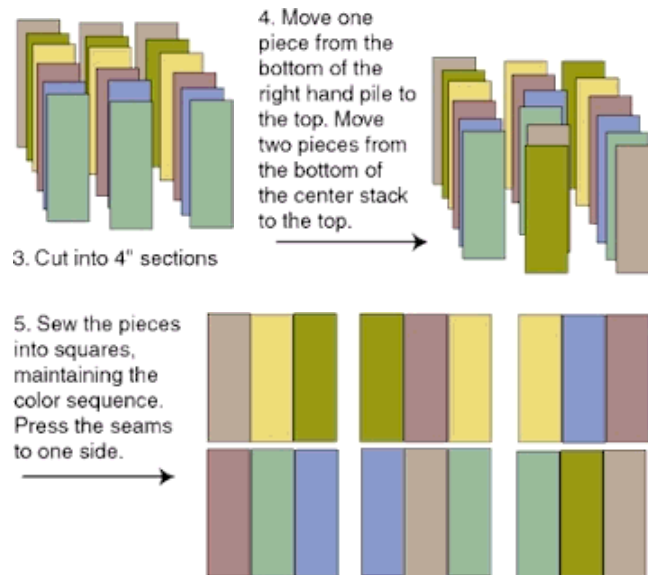 3. Cut into 4" sections
4. Move one
piece from the
bottom of the
right hand pile to
the top. Move
two pieces from
the bottom of
the center stack
to the top.
5. Sew the pieces
into squares,
maintaining the
color sequence.
Press the seams
to one side.